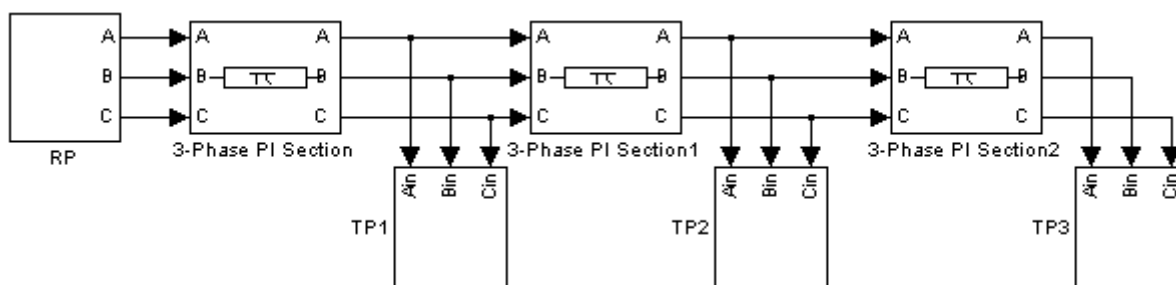 A A A A A A A
B B B B B B B
C C C C C C C
RP 3-Phase PI Section 3-Phase PI Section1 3-Phase PI Section2
Ain Bin Cin Ain Bin Cin Ain Bin Cin
TP1 TP2 TP3